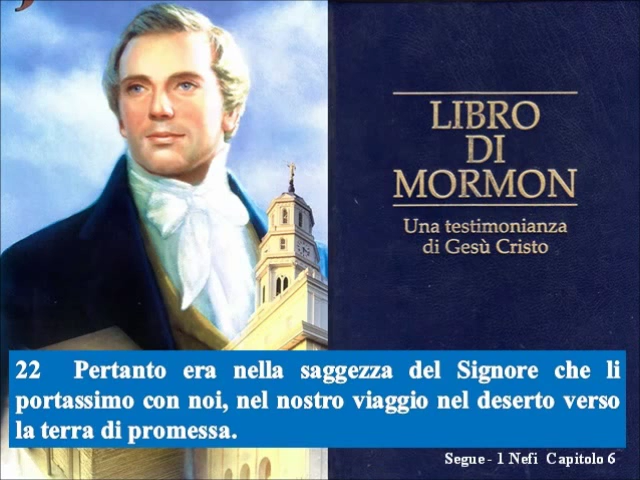 LIBRO
DI
MORMON
Una testimonianza
di Gesù Cristo
22 Pertanto era nella saggezza del Signore che li
portassimo con noi, nel nostro viaggio nel deserto verso
la terra di promessa.
Segue - 1 Nefi Capitolo 6